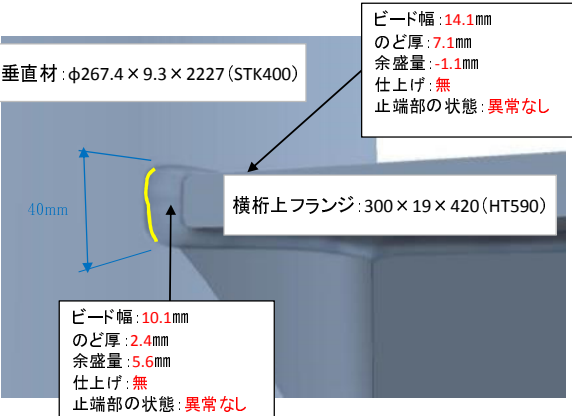 ビード幅:14.1㎜
のど厚:7.1㎜
余盛量:-1.1㎜
仕上げ:無
止端部の状態:異常なし
垂直材:φ267.4×9.3×2227(STK400)
横桁上フランジ:300×19×420(HT590)
40mm
ビード幅:10.1㎜
のど厚:2.4㎜
余盛量:5.6㎜
仕上げ:無
止端部の状態:異常なし